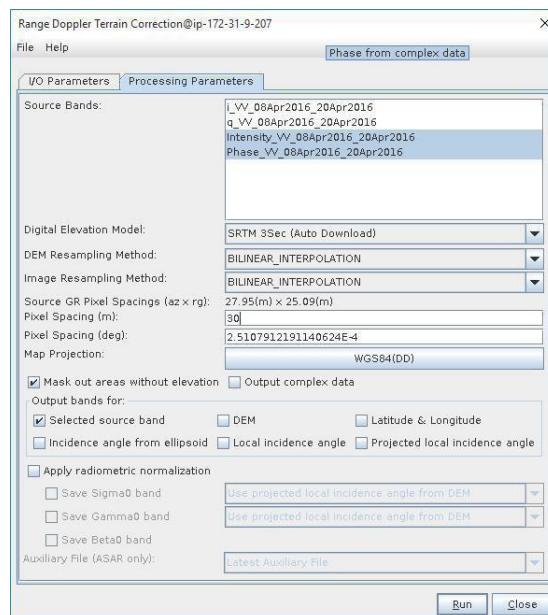 Range Doppler Terrain Correction@ip-172-31-9-207
File Help
Phase from complex data
I/O Parameters Processing Parameters
Source Bands:
i_VV_08Apr2016_20Apr2016
q_VV_08Apr2016_20Apr2016
Intensity_VV_08Apr2016_20Apr2016
Phase_VV_08Apr2016_20Apr2016
Digital Elevation Model: SRTM 3Sec (Auto Download)
DEM Resampling Method: BILINEAR_INTERPOLATION
Image Resampling Method: BILINEAR_INTERPOLATION
Source GR Pixel Spacings (az x rg): 27.95(m) x 25.09(m)
Pixel Spacing (m): 30
Pixel Spacing (deg): 2.5107912191140624E-4
Map Projection: WGS84(DD)
Mask out areas without elevation Output complex data
Output bands for:
Selected source band DEM Latitude & Longitude
Incidence angle from ellipsoid Local incidence angle Projected local incidence angle
Apply radiometric normalization
Save Sigma0 band Use projected local incidence angle from DEM
Save Gamma0 band Use projected local incidence angle from DEM
Save Beta0 band
Auxiliary File (ASAR only): Latest Auxiliary File
Run Close